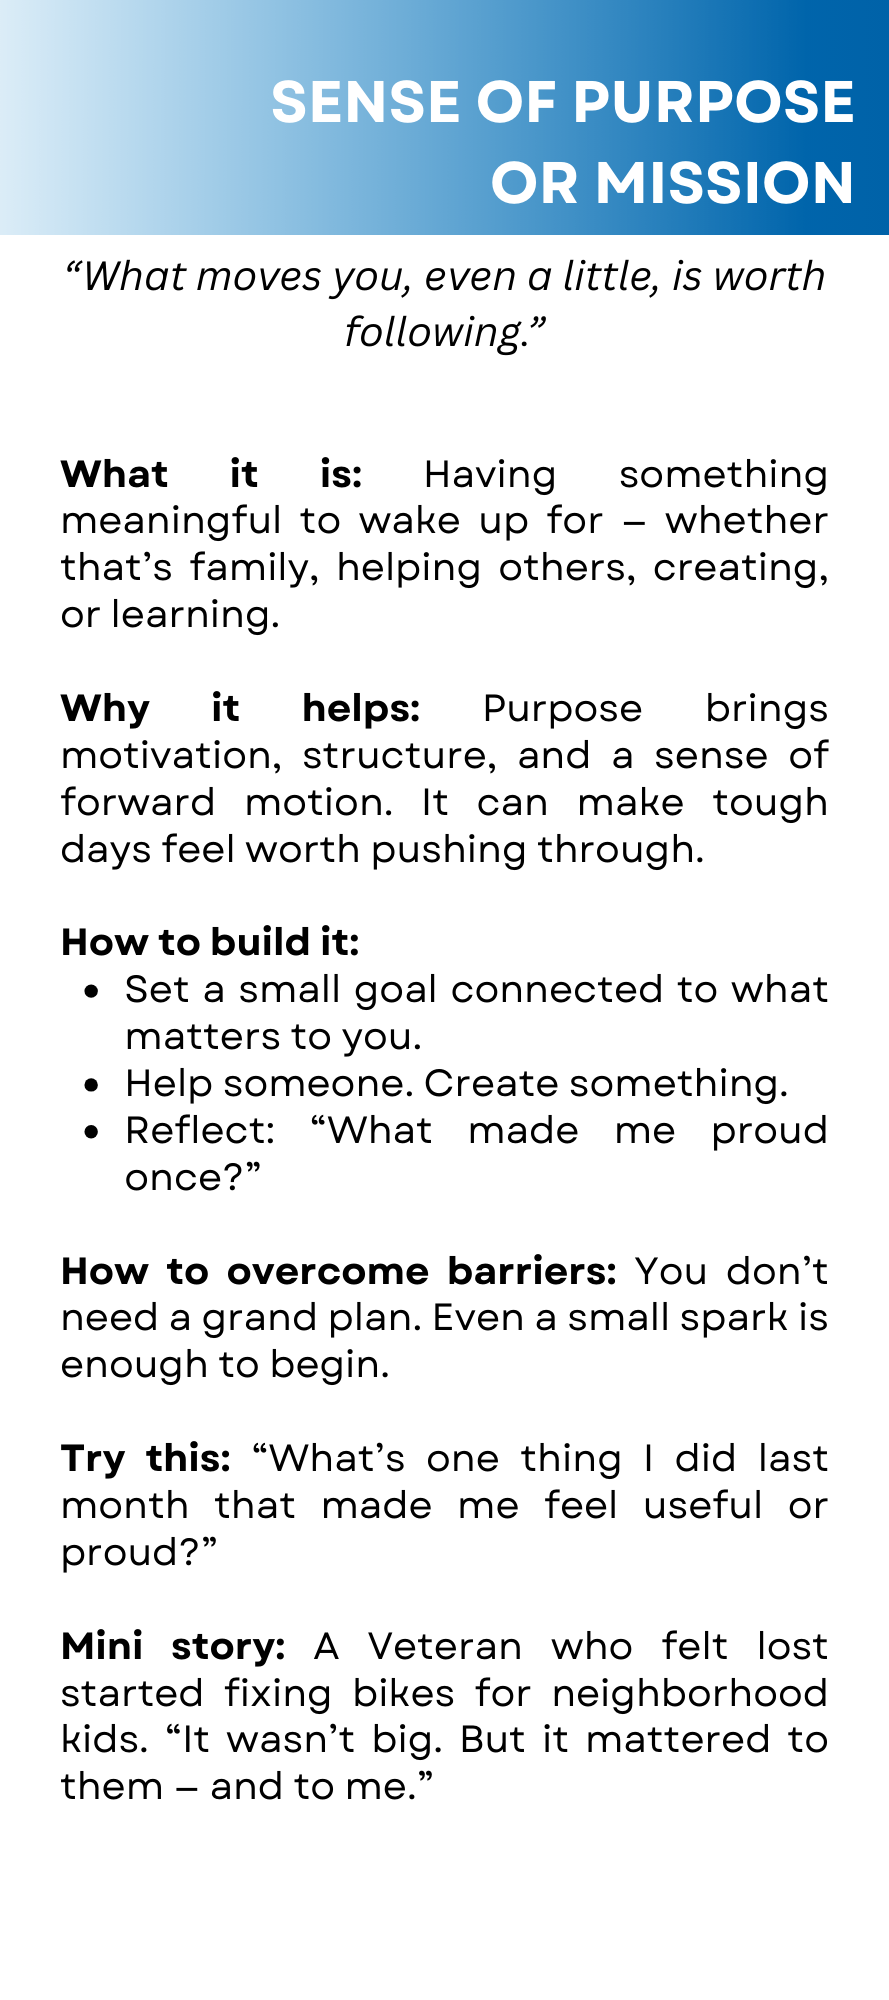 SENSE OF PURPOSE
OR MISSION
“What moves you, even a little, is worth
following.”
What it is: Having something
meaningful to wake up for – whether
that’s family, helping others, creating,
or learning.
Why it helps: Purpose brings
motivation, structure, and a sense of
forward motion. It can make tough
days feel worth pushing through.
How to build it:
• Set a small goal connected to what
matters to you.
• Help someone. Create something.
• Reflect: “What made me proud
once?”
How to overcome barriers: You don’t
need a grand plan. Even a small spark is
enough to begin.
Try this: “What’s one thing I did last
month that made me feel useful or
proud?”
Mini story: A Veteran who felt lost
started fixing bikes for neighborhood
kids. “It wasn’t big. But it mattered to
them – and to me.”